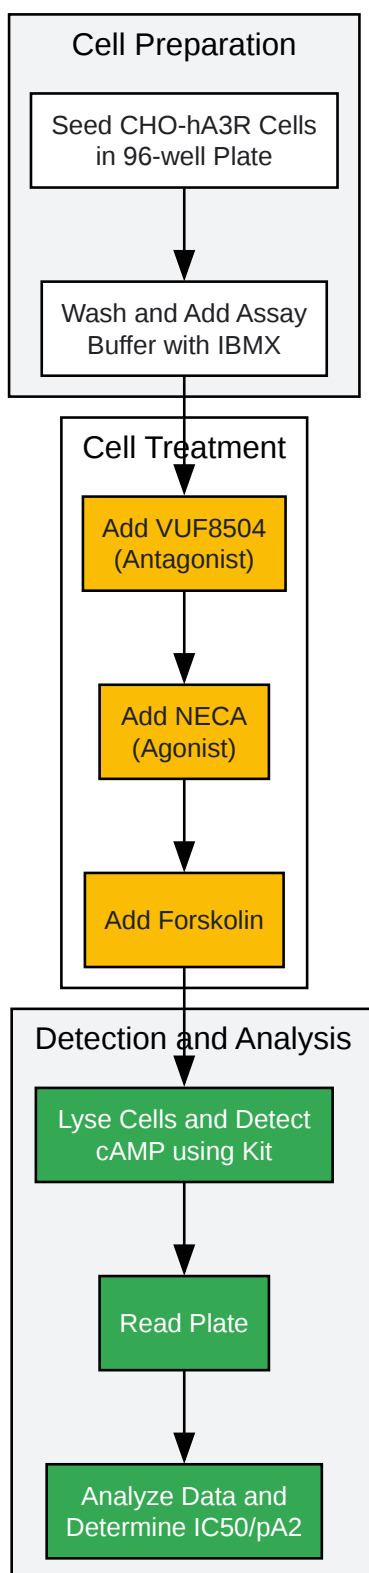 Cell Preparation
Seed CHO-hA3R Cells
in 96-well Plate
Wash and Add Assay
Buffer with IBMX
Cell Treatment
Add VUF8504
(Antagonist)
Add NECA
(Agonist)
Add Forskolin
Detection and Analysis
Lyse Cells and Detect
cAMP using Kit
Read Plate
Analyze Data and
Determine IC50/pA2